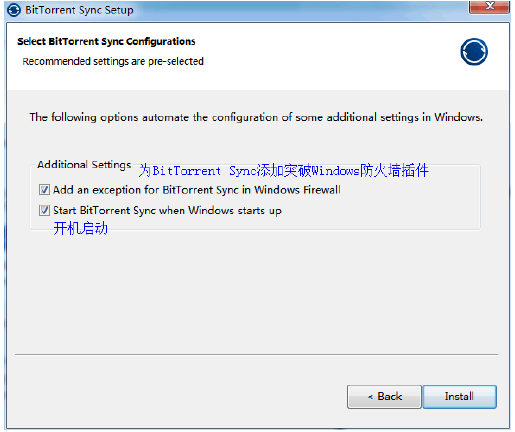 BitTorrent Sync Setup
Select BitTorrent Sync Configurations
Recommended settings are pre-selected
The following options automate the configuration of some additional settings in Windows.
Additional Settings
为BitTorrent Sync添加突破Windows防火墙插件
Add an exception for BitTorrent Sync in Windows Firewall
Start BitTorrent Sync when Windows starts up
开机启动
< Back
Install